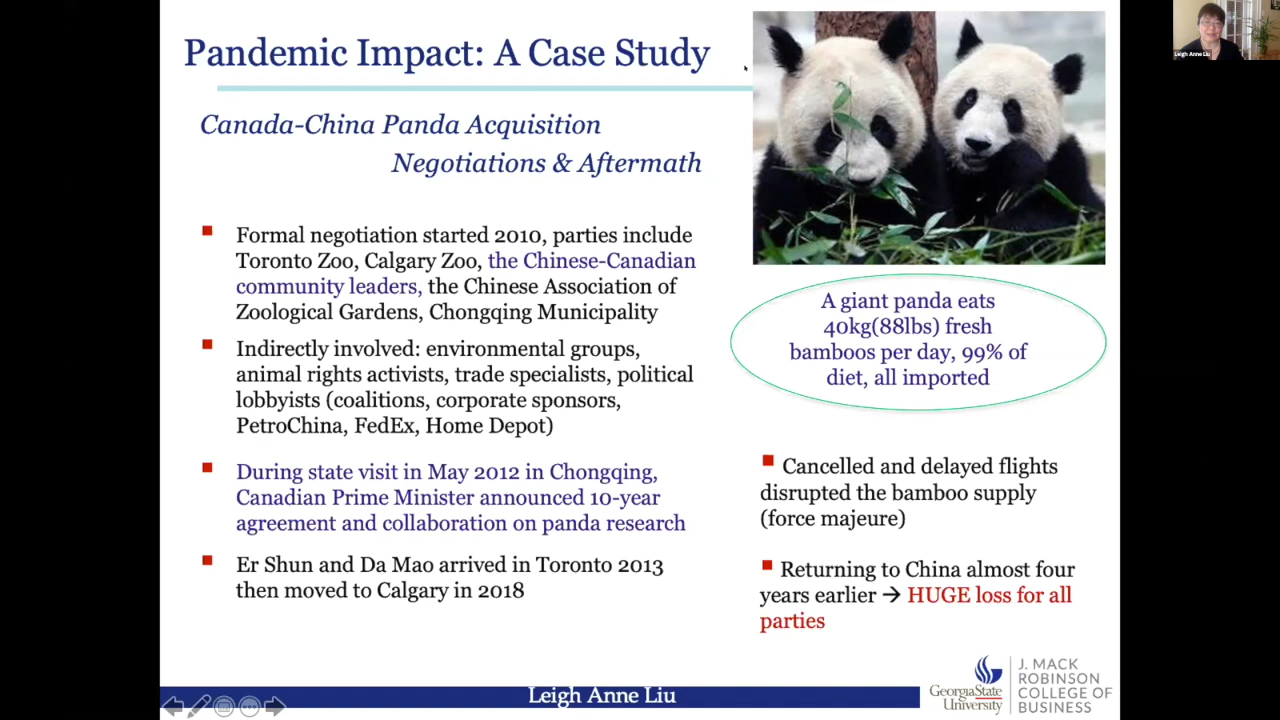 Pandemic Impact: A Case Study
Canada-China Panda Acquisition
Negotiations & Aftermath
▪ Formal negotiation started 2010, parties include
Toronto Zoo, Calgary Zoo, the Chinese-Canadian
community leaders, the Chinese Association of
Zoological Gardens, Chongqing Municipality
▪ Indirectly involved: environmental groups,
animal rights activists, trade specialists, political
lobbyists (coalitions, corporate sponsors,
PetroChina, FedEx, Home Depot)
▪ During state visit in May 2012 in Chongqing,
Canadian Prime Minister announced 10-year
agreement and collaboration on panda research
▪ Er Shun and Da Mao arrived in Toronto 2013
then moved to Calgary in 2018
A giant panda eats
40kg(88lbs) fresh
bamboos per day, 99% of
diet, all imported
▪ Cancelled and delayed flights
disrupted the bamboo supply
(force majeure)
▪ Returning to China almost four
years earlier → HUGE loss for all
parties
Leigh Anne Liu
GeorgiaState
University
J. MACK
ROBINSON
COLLEGE OF
BUSINESS
Leigh Anne Liu